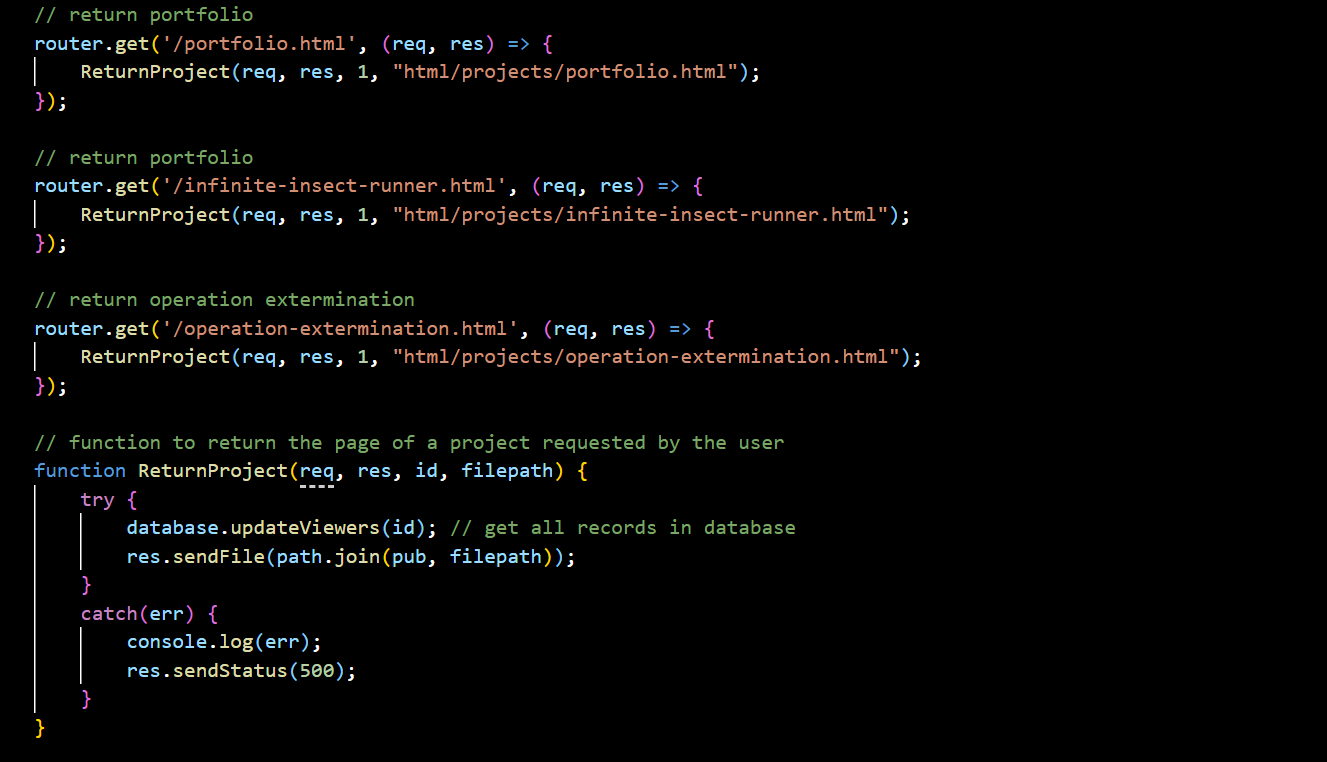 // return portfolio
router.get('/portfolio.html', (req, res) => {
    ReturnProject(req, res, 1, "html/projects/portfolio.html");
});

// return portfolio
router.get('/infinite-insect-runner.html', (req, res) => {
    ReturnProject(req, res, 1, "html/projects/infinite-insect-runner.html");
});

// return operation extermination
router.get('/operation-extermination.html', (req, res) => {
    ReturnProject(req, res, 1, "html/projects/operation-extermination.html");
});

// function to return the page of a project requested by the user
function ReturnProject(req, res, id, filepath) {
    try {
        database.updateViewers(id); // get all records in database
        res.sendFile(path.join(pub, filepath));
    }
    catch(err) {
        console.log(err);
        res.sendStatus(500);
    }
}